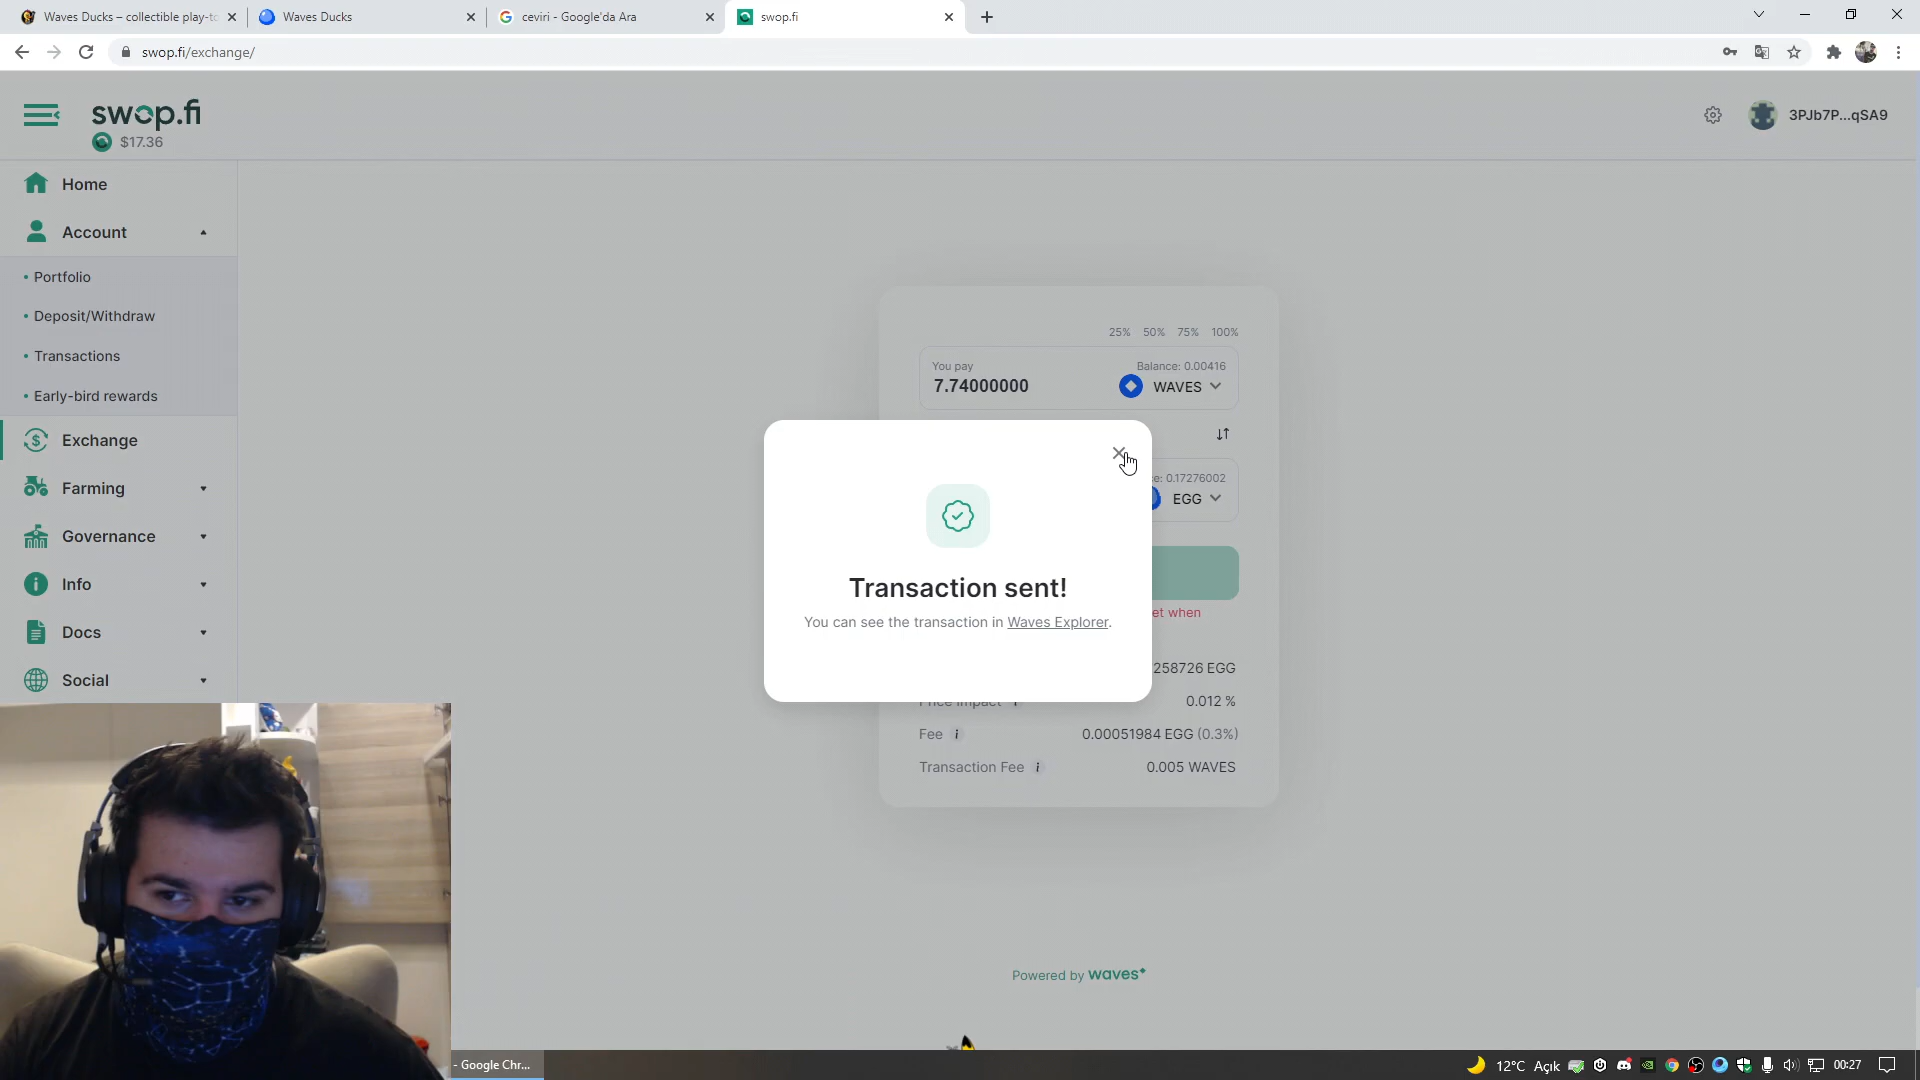 Waves Ducks – collectible play-to
Waves Ducks
ceviri - Google'da Ara
swop.fi
swop.fi/exchange/
swop.fi
$17.36
3PJb7P...qSA9
Home
Account
Portfolio
Deposit/Withdraw
Transactions
Early-bird rewards
Exchange
Farming
Governance
Info
Docs
Social
25% 50% 75% 100%
You pay
Balance: 0.00416
7.74000000
WAVES
ce: 0.17276002
EGG
Transaction sent!
You can see the transaction in Waves Explorer.
et when
258726 EGG
Price Impact
0.012 %
Fee
0.00051984 EGG (0.3%)
Transaction Fee
0.005 WAVES
Powered by waves
- Google Chr...
12°C Açık
00:27